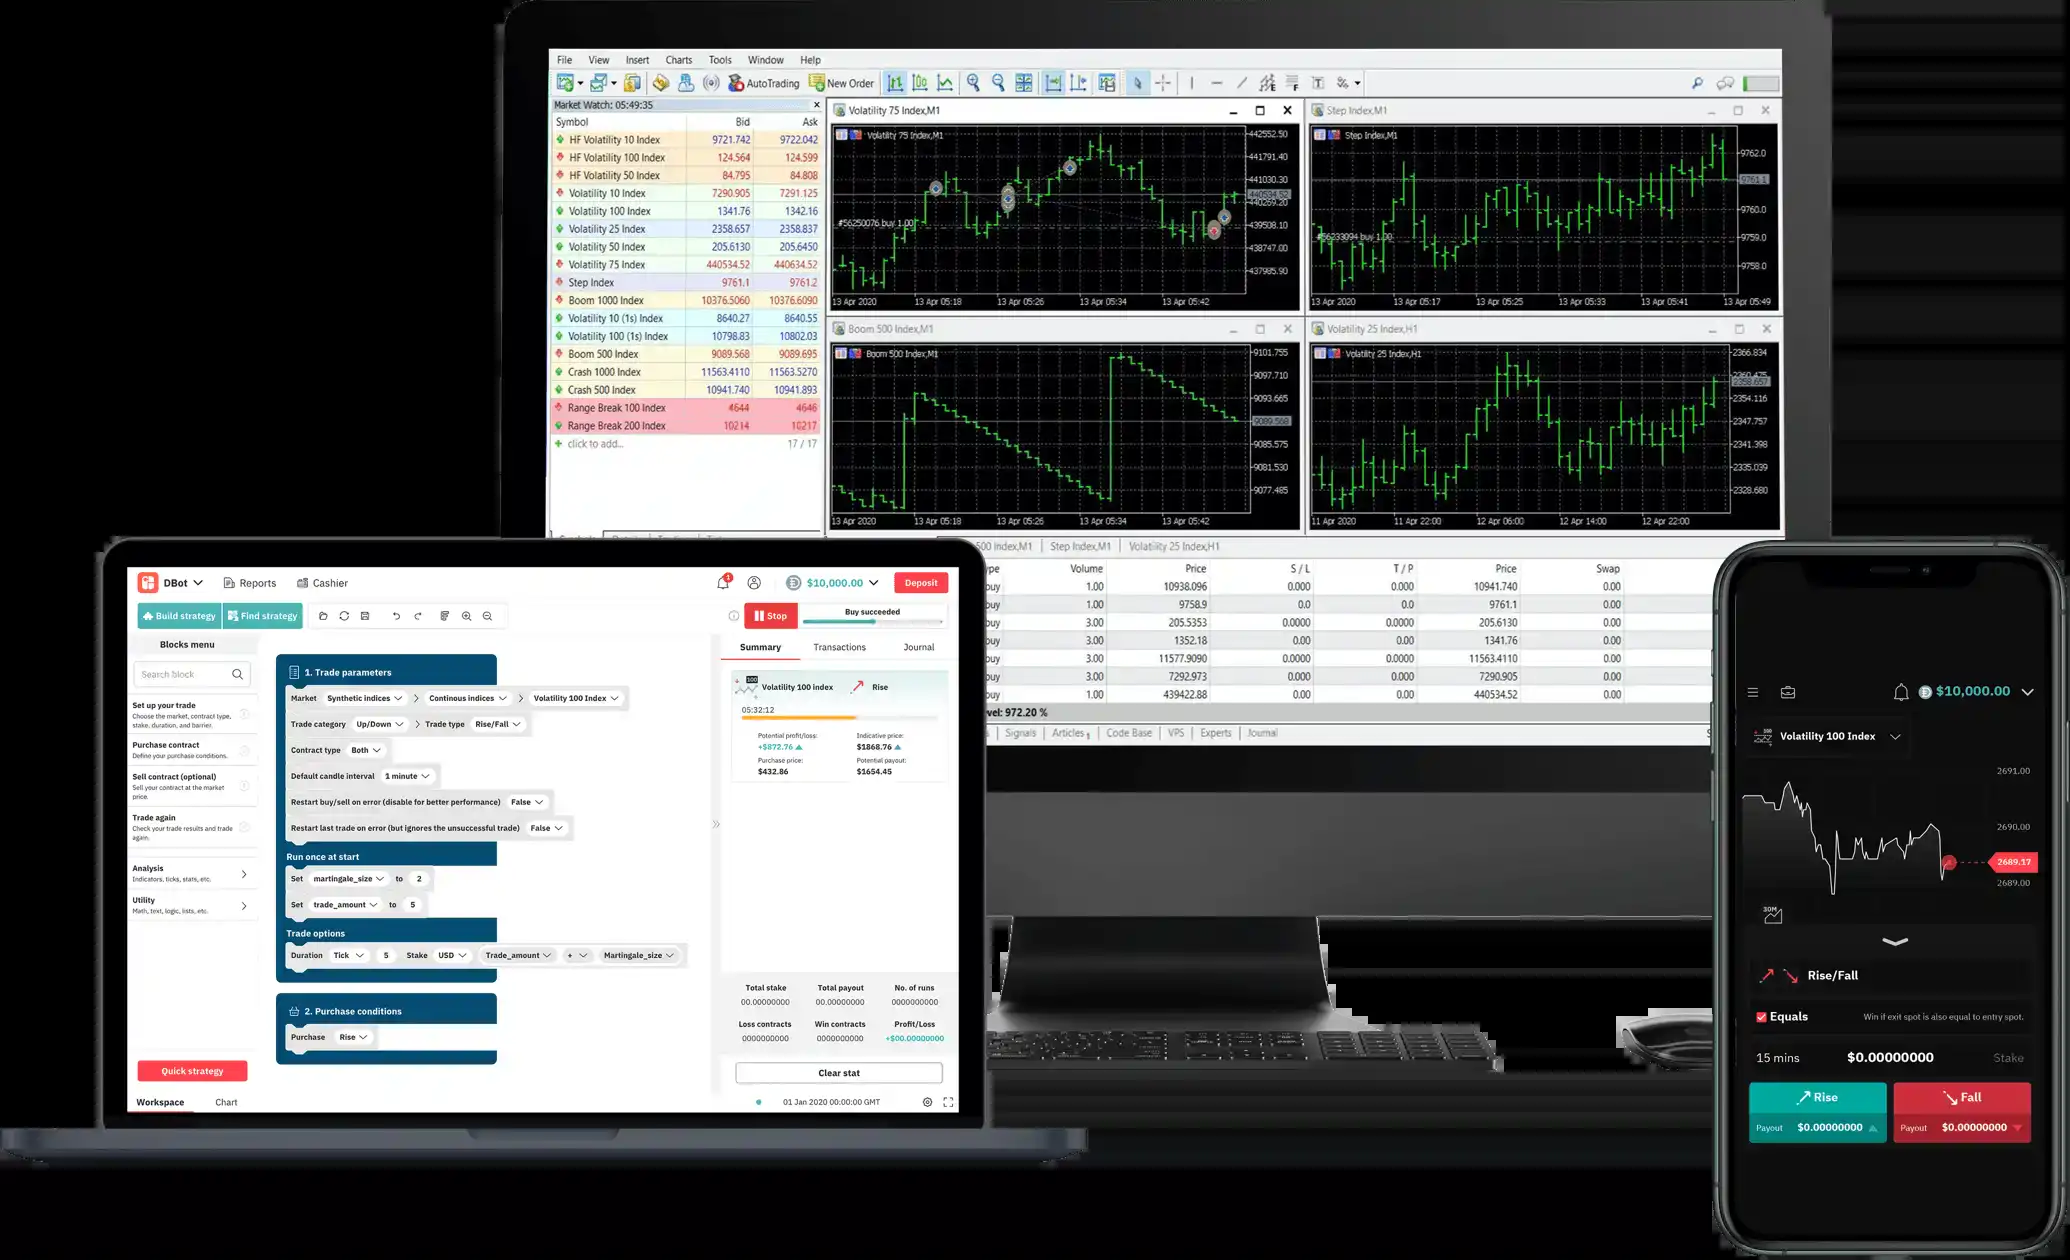 File View Insert Charts Tools Window Help
AutoTrading New Order
Market Watch: 05:49:35
Symbol Bid Ask
HF Volatility 10 Index 9721.742 9722.042
HF Volatility 100 Index 124.564 124.599
HF Volatility 50 Index 84.795 84.808
Volatility 10 Index 7290.905 7291.125
Volatility 100 Index 1341.76 1342.16
Volatility 25 Index 2358.657 2358.837
Volatility 50 Index 205.6130 205.6450
Volatility 75 Index 440534.52 440634.52
Step Index 9761.1 9761.2
Boom 1000 Index 10376.5060 10376.6090
Volatility 10 (1s) Index 8640.27 8640.55
Volatility 100 (1s) Index 10798.83 10802.03
Boom 500 Index 9089.568 9089.695
Crash 1000 Index 11563.4110 11563.5270
Crash 500 Index 10941.740 10941.893
Range Break 100 Index 4644 4646
Range Break 200 Index 10214 10217
click to add... 17 / 17
Volatility 75 Index,M1
Volatility 75 Index,M1
442552.50
441791.40
441030.30
440534.52
440269.20
439508.10
438747.00
437985.90
#56250076 buy 1.00
13 Apr 2020 13 Apr 05:18 13 Apr 05:26 13 Apr 05:34 13 Apr 05:42
Step Index,M1
Step Index,M1
9762.0
9761.1
9760.0
9759.0
9758.0
#56233094 buy 1.00
13 Apr 2020 13 Apr 05:17 13 Apr 05:25 13 Apr 05:33 13 Apr 05:41 13 Apr 05:49
Boom 500 Index,M1
Boom 500 Index,M1
9101.755
9097.710
9093.665
9089.568
9085.575
9081.530
9077.485
13 Apr 2020 13 Apr 05:18 13 Apr 05:26 13 Apr 05:34 13 Apr 05:42
Volatility 25 Index,H1
Volatility 25 Index,H1
2366.834
2360.475
2358.657
2354.116
2347.757
2341.398
2335.039
2328.680
11 Apr 2020 11 Apr 22:00 12 Apr 06:00 12 Apr 14:00 12 Apr 22:00
500 Index,M1 Step Index,M1 Volatility 25 Index,H1
ype Volume Price S / L T / P Price Swap
buy 1.00 10938.096 0.000 0.000 10941.740 0.00
buy 1.00 9758.9 0.0 0.0 9761.1 0.00
buy 3.00 205.5353 0.0000 0.0000 205.6130 0.00
buy 3.00 1352.18 0.00 0.00 1341.76 0.00
buy 3.00 11577.9090 0.0000 0.0000 11563.4110 0.00
buy 3.00 7292.973 0.000 0.000 7290.905 0.00
buy 1.00 439422.88 0.00 0.00 440534.52 0.00
vel: 972.20 %
Signals Articles Code Base VPS Experts Journal
DBot Reports Cashier 1 $10,000.00 Deposit
Build strategy Find strategy Stop Buy succeeded
Blocks menu
Search block
Set up your trade
Choose the market, contract type,
stake, duration, and barrier.
Purchase contract
Define your purchase conditions.
Sell contract (optional)
Sell your contract at the market
price.
Trade again
Check your trade results and trade
again.
Analysis
Indicators, ticks, stats, etc.
Utility
Math, text, logic, lists, etc.
Quick strategy
Workspace Chart
1. Trade parameters
Market Synthetic indices Continous indices Volatility 100 Index
Trade category Up/Down Trade type Rise/Fall
Contract type Both
Default candle interval 1 minute
Restart buy/sell on error (disable for better performance) False
Restart last trade on error (but ignores the unsuccessful trade) False
Run once at start
Set martingale_size to 2
Set trade_amount to 5
Trade options
Duration Tick 5 Stake USD Trade_amount + Martingale_size
2. Purchase conditions
Purchase Rise
Summary Transactions Journal
100
Volatility 100 index Rise
05:32:12
Potential profit/loss: Indicative price:
+$872.76 $1868.76
Purchase price: Potential payout:
$432.86 $1654.45
Total stake Total payout No. of runs
00.00000000 00.00000000 0000000000
Loss contracts Win contracts Profit/Loss
0000000000 0000000000 +$00.00000000
Clear stat
01 Jan 2020 00:00:00 GMT
$10,000.00
Volatility 100 Index
2691.00
2690.00
2689.17
2689.00
30M
Rise/Fall
Equals Win if exit spot is also equal to entry spot.
15 mins $0.00000000 Stake
Rise Fall
Payout $0.00000000 Payout $0.00000000